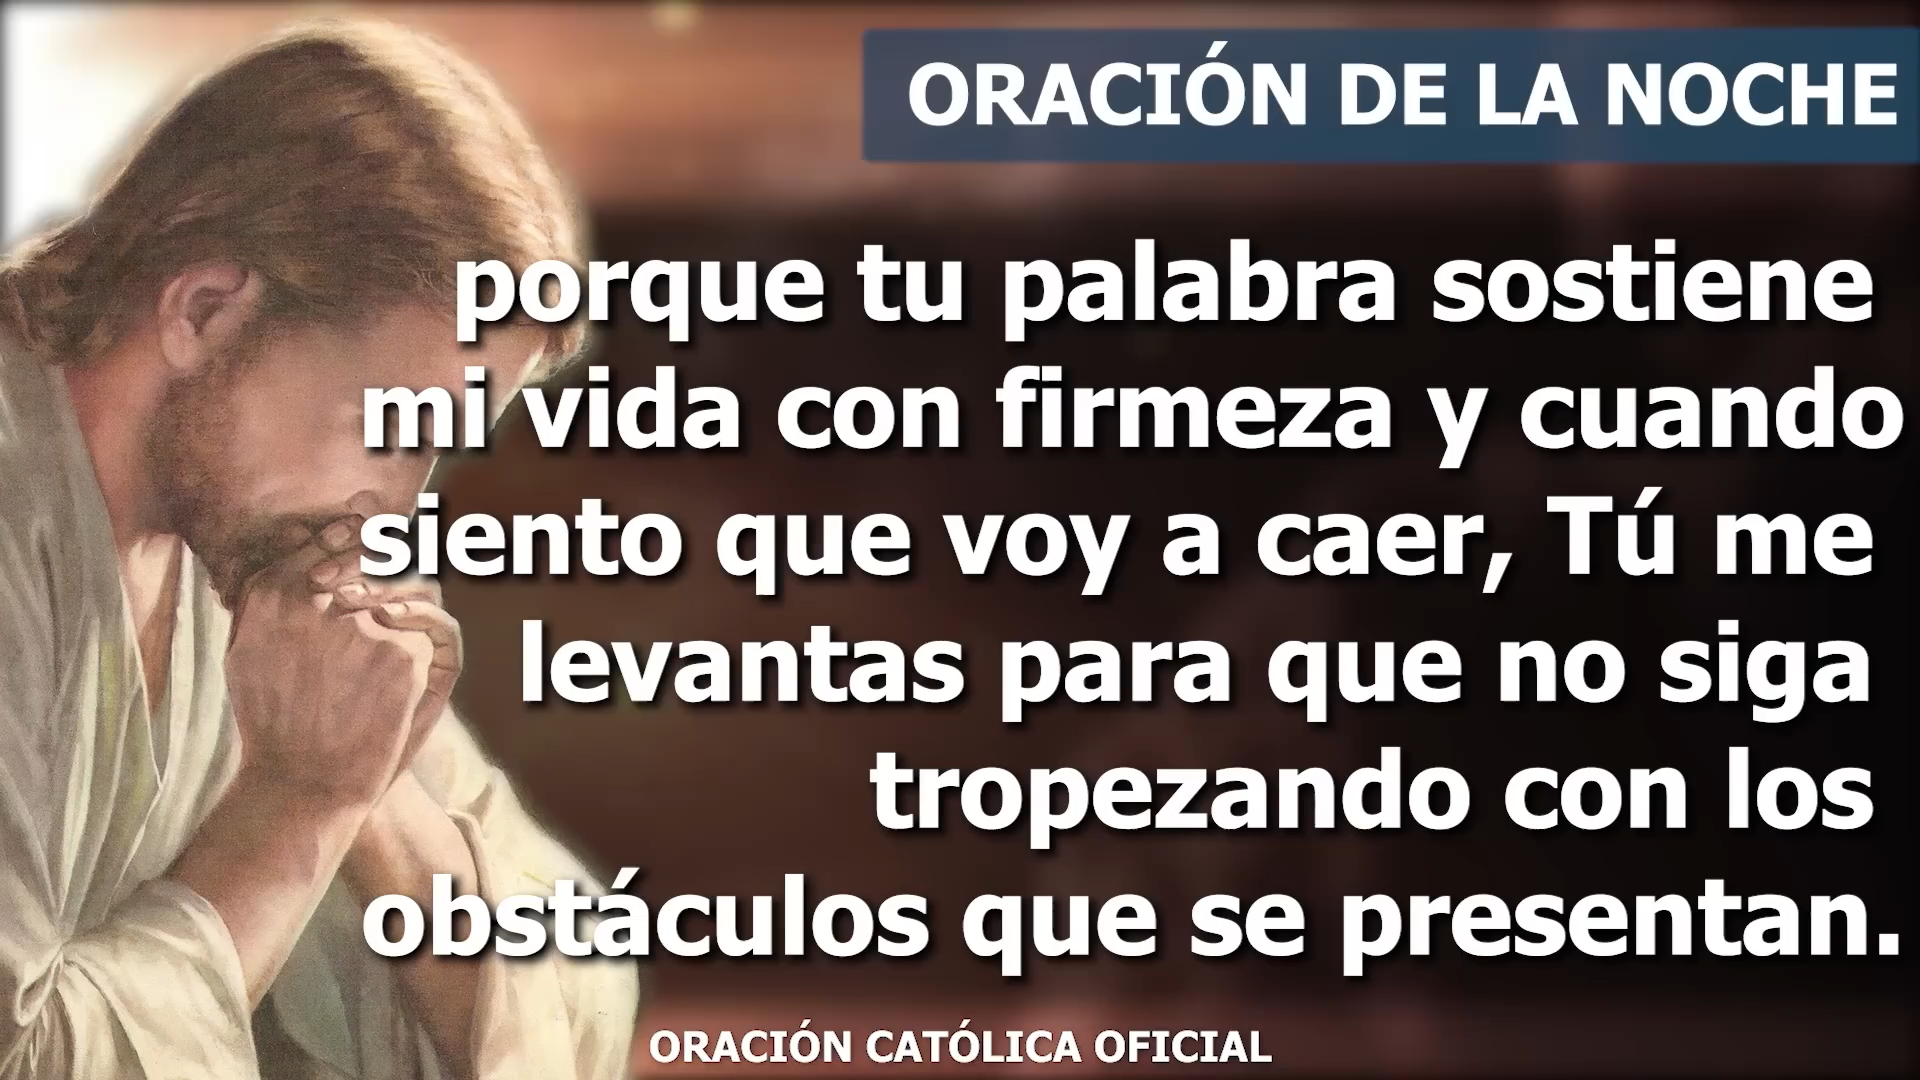 ORACIÓN DE LA NOCHE
porque tu palabra sostiene
mi vida con firmeza y cuando
siento que voy a caer, Tú me
levantas para que no siga
tropezando con los
obstáculos que se presentan.
ORACIÓN CATÓLICA OFICIAL